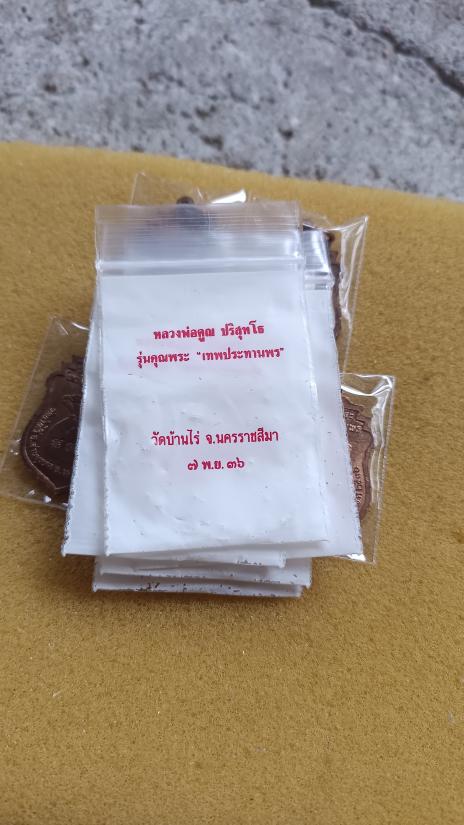 หลวงพ่อคูณ ปริสุทโธ
รุ่นคุณพระ "เทพประทานพร"
วัดบ้านไร่ จ.นครราชสีมา
๗ พ.ย. ๓๖